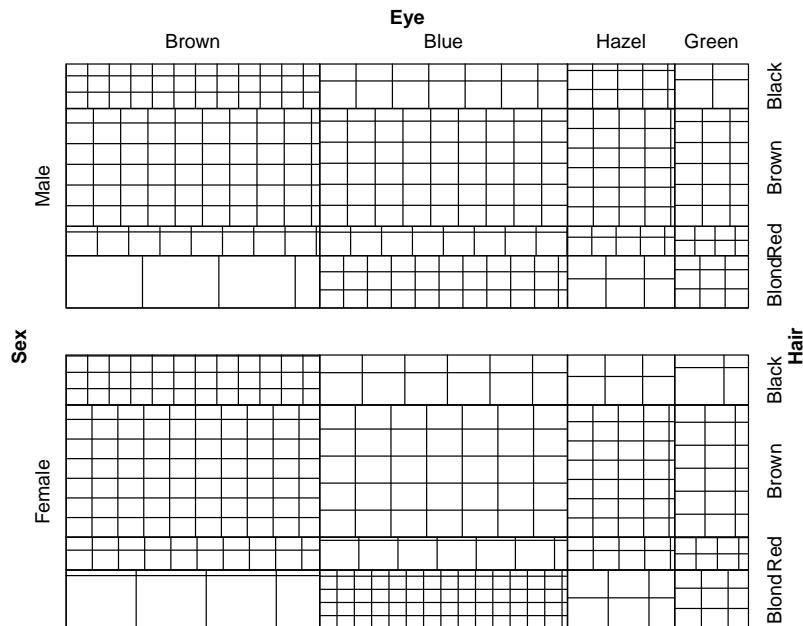 Eye
Brown Blue Hazel Green
Male
Black
Brown
Red
Blond
Sex
Hair
Female
Black
Brown
Red
Blond